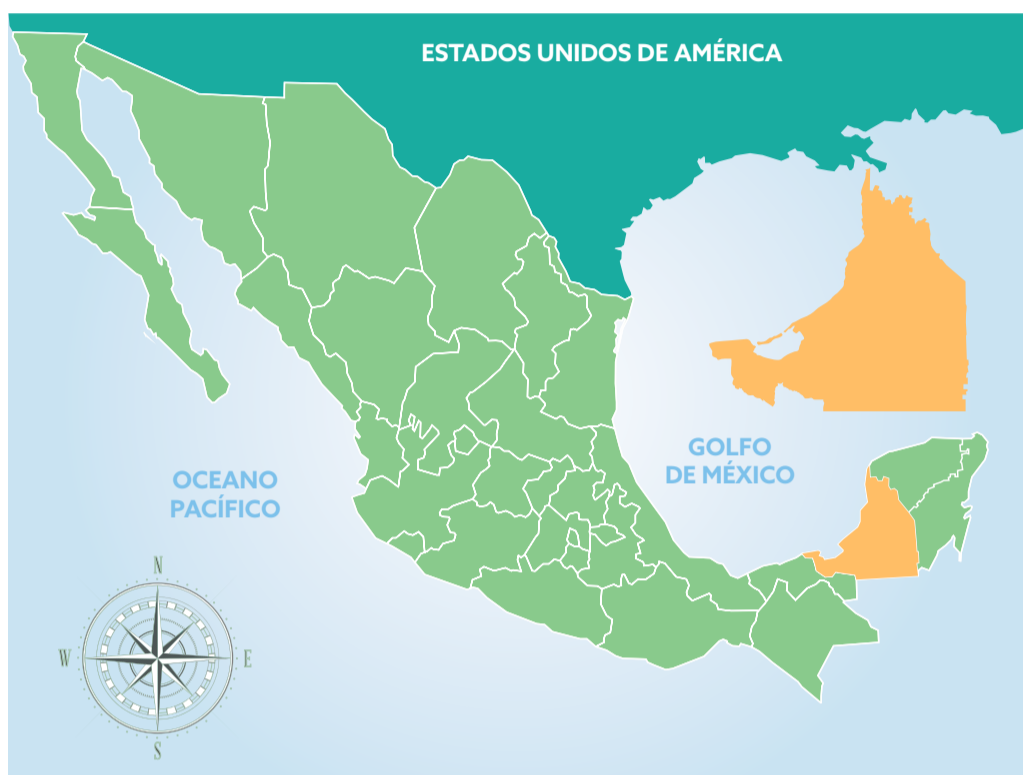 ESTADOS UNIDOS DE AMÉRICA
GOLFO
DE MÉXICO
OCEANO
PACÍFICO
N
W
E
S